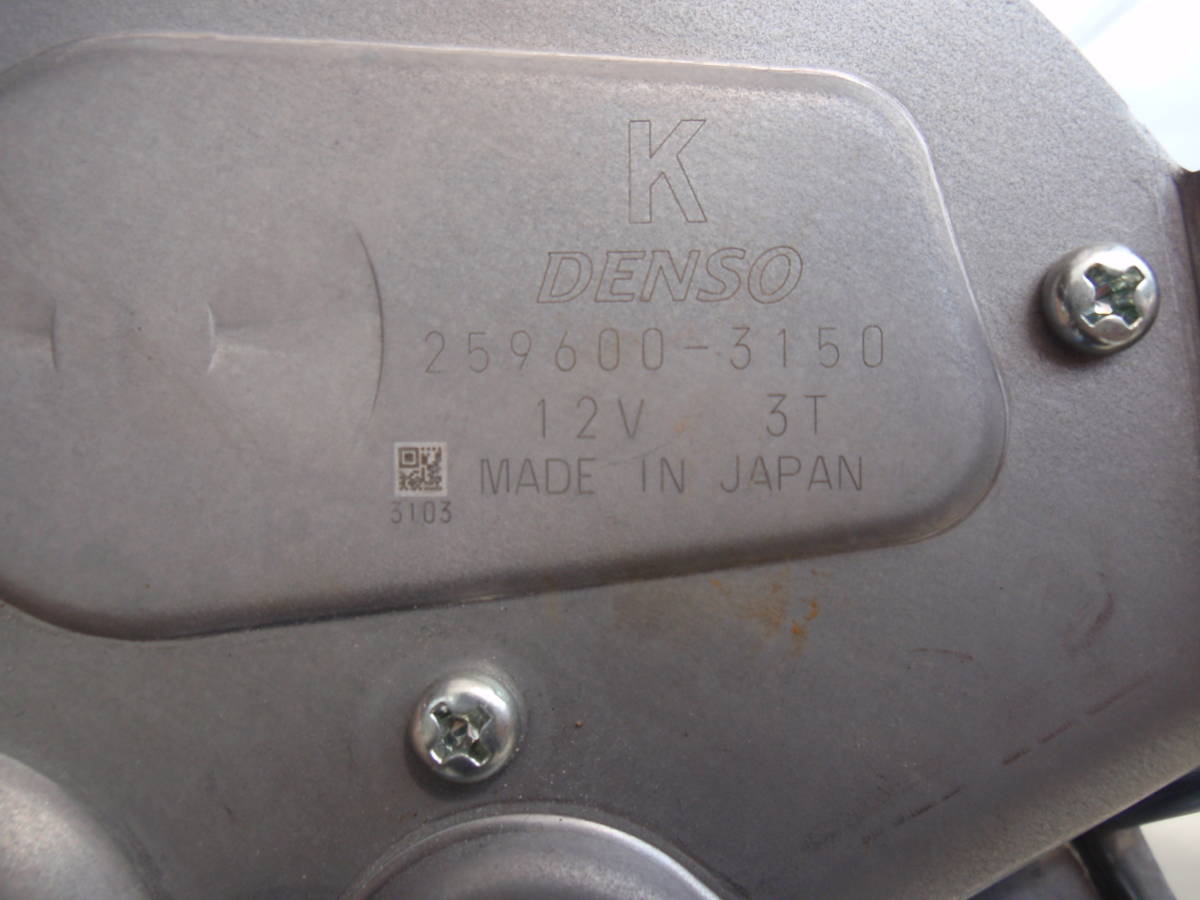 K
DENSO
259600-3150
12V 3T
MADE IN JAPAN
3103